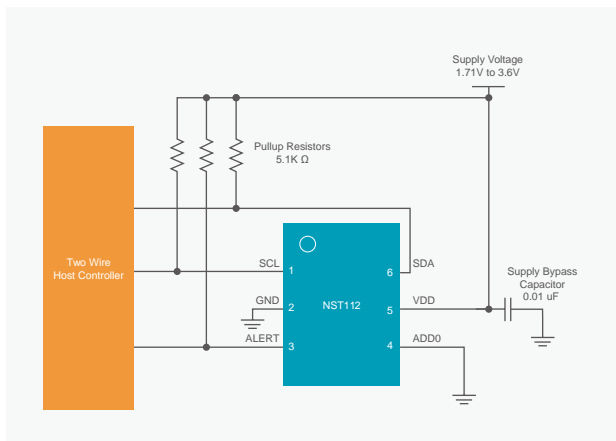 Supply Voltage
1.71V to 3.6V
Pullup Resistors
5.1K Ω
Two Wire
Host Controller
SCL
1
GND
2
ALERT
3
NST112
SDA
6
VDD
5
ADD0
4
Supply Bypass
Capacitor
0.01 uF